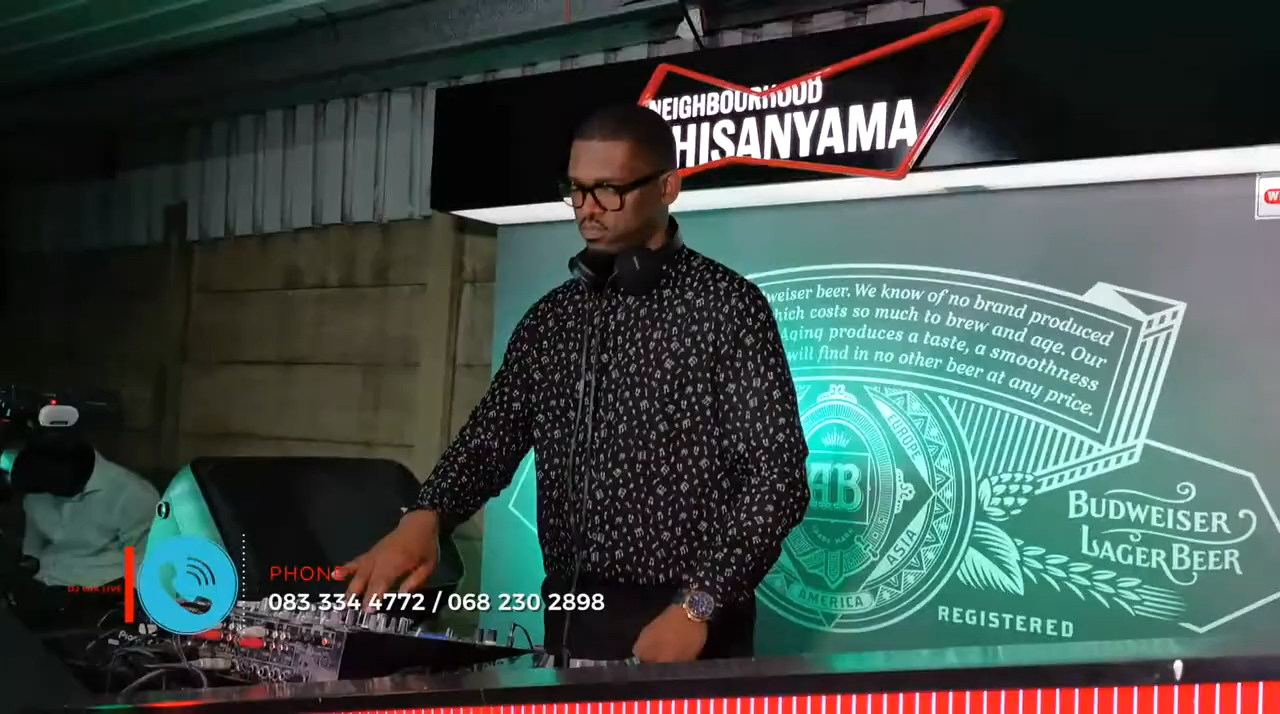 NEIGHBOURHOOD
HISANYAMA
W
weiser beer. We know of no brand produced
hich costs so much to brew and age. Our
Aging produces a taste, a smoothness
will find in no other beer at any price.
EUROPE
AB
TRADE MARK
ASIA
AMERICA
BUDWEISER
LAGER BEER
REGISTERED
PHONE
083 334 4772 / 068 230 2898